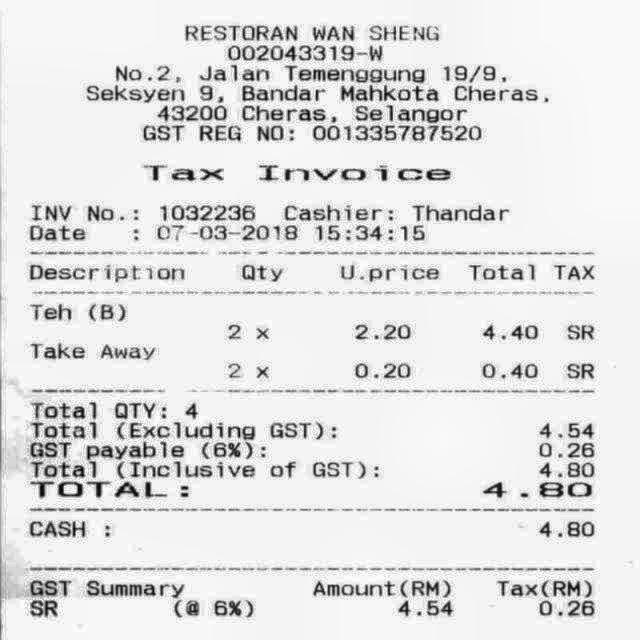 RESTORAN WAN SHENG
002043319-W
No.2, Jalan Temenggung 19/9,
Seksyen 9, Bandar Mahkota Cheras,
43200 Cheras, Selangor
GST REG NO: 001335787520
Tax Invoice
INV No.: 1032236 Cashier: Thandar
Date : 07-03-2018 15:34:15
Description Qty U.price Total TAX
Teh (B)
2 x 2.20 4.40 SR
Take Away
2 x 0.20 0.40 SR
Total QTY: 4
Total (Excluding GST): 4.54
GST payable (6%): 0.26
Total (Inclusive of GST): 4.80
TOTAL: 4.80
CASH : 4.80
GST Summary Amount(RM) Tax(RM)
SR (@ 6%) 4.54 0.26